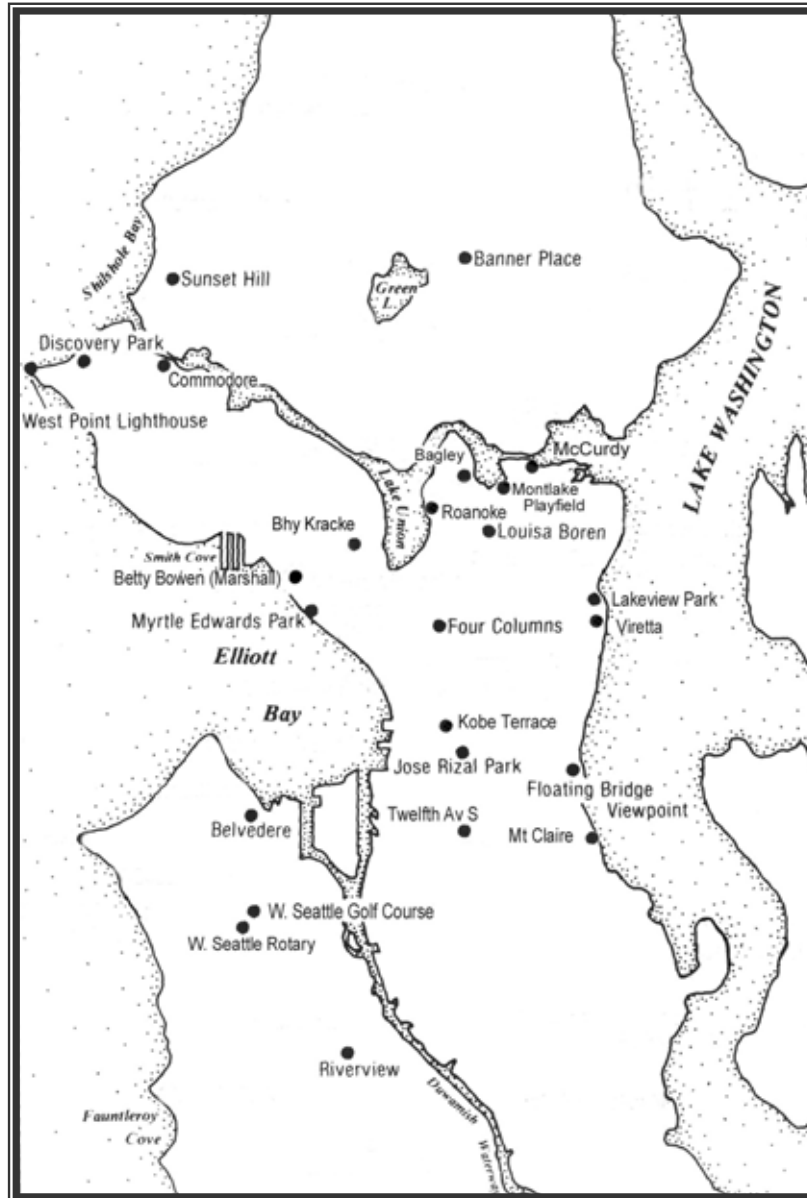 Shilshole Bay
Sunset Hill
Banner Place
Green
L.
LAKE WASHINGTON
Discovery Park
Commodore
West Point Lighthouse
McCurdy
Bagley
Montlake
Playfield
Lake Union
Roanoke
Louisa Boren
Bhy Kracke
Smith Cove
Betty Bowen (Marshall)
Lakeview Park
Myrtle Edwards Park
Four Columns
Viretta
Elliott
Bay
Kobe Terrace
Jose Rizal Park
Floating Bridge
Viewpoint
Belvedere
Twelfth Av S
Mt Claire
W. Seattle Golf Course
W. Seattle Rotary
Riverview
Duwamish
Fauntleroy
Cove